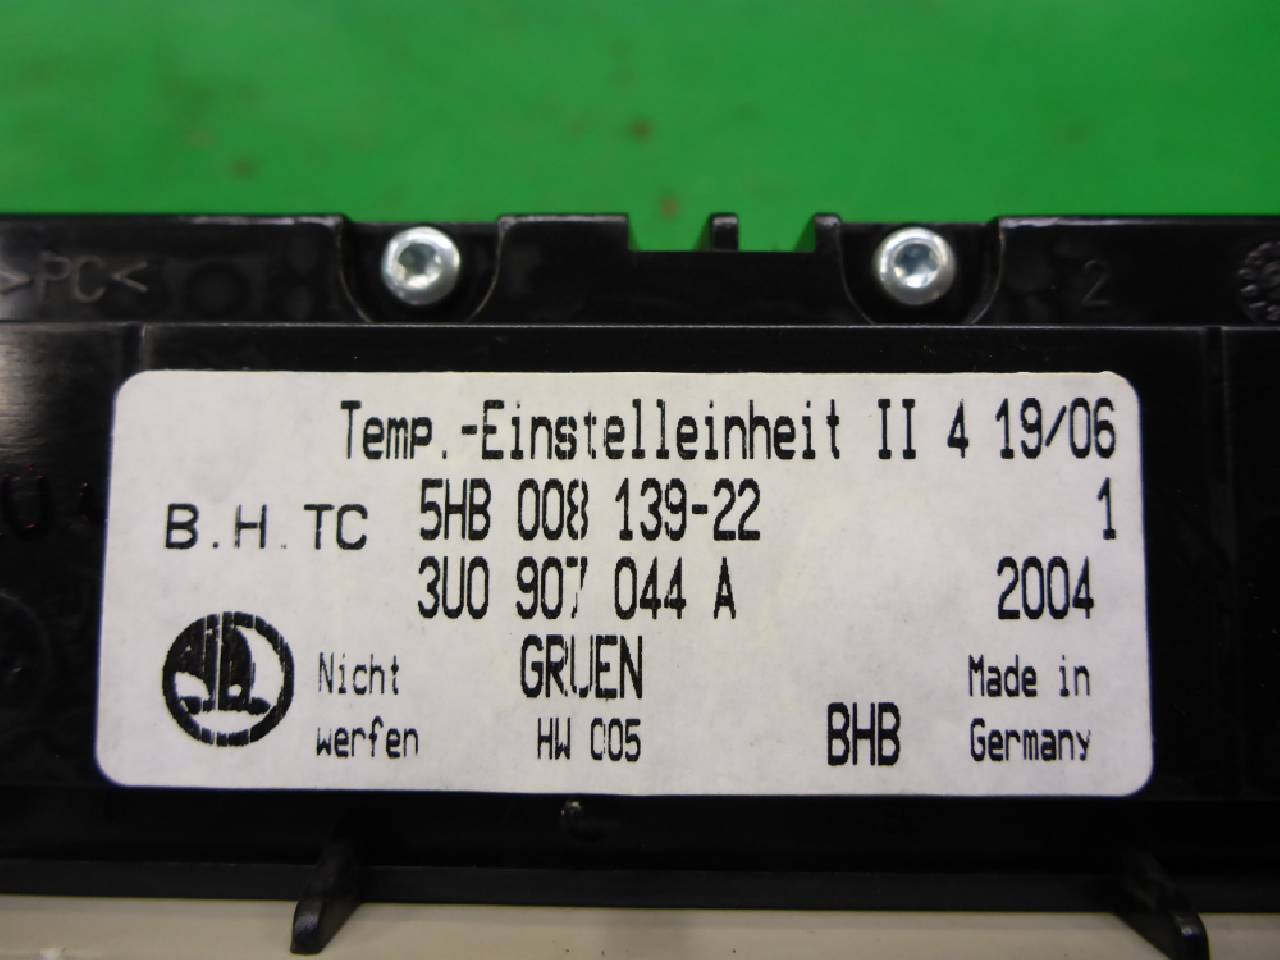 >PC<
2
Temp.-Einstelleinheit II 4 19/06
B.H.TC 5HB 008 139-22 1
3U0 907 044 A 2004
Nicht GRUEN Made in
werfen HW 005 BHB Germany